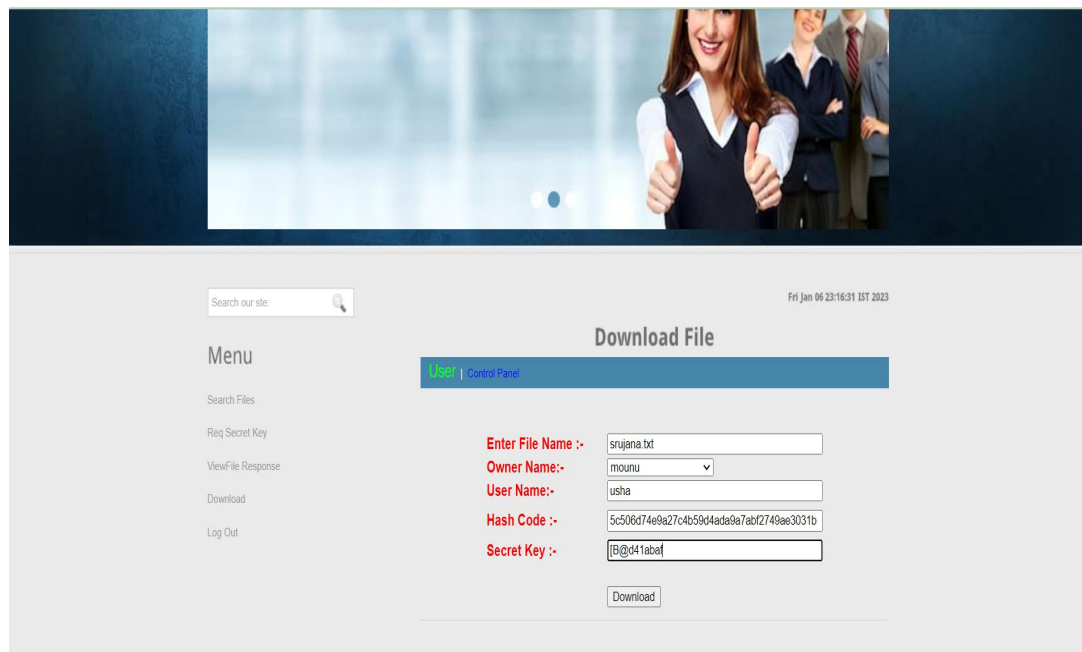 Search our ste:
Fri Jan 06 23:16:31 IST 2023
Download File
Menu
User | Control Panel
Search Files
Req Secret Key
ViewFile Response
Download
Log Out
Enter File Name :- srujana.txt
Owner Name:- mounu
User Name:- usha
Hash Code :- 5c506d74e9a27c4b59d4ada9a7abf2749ae3031b
Secret Key :- [B@d41abaf
Download